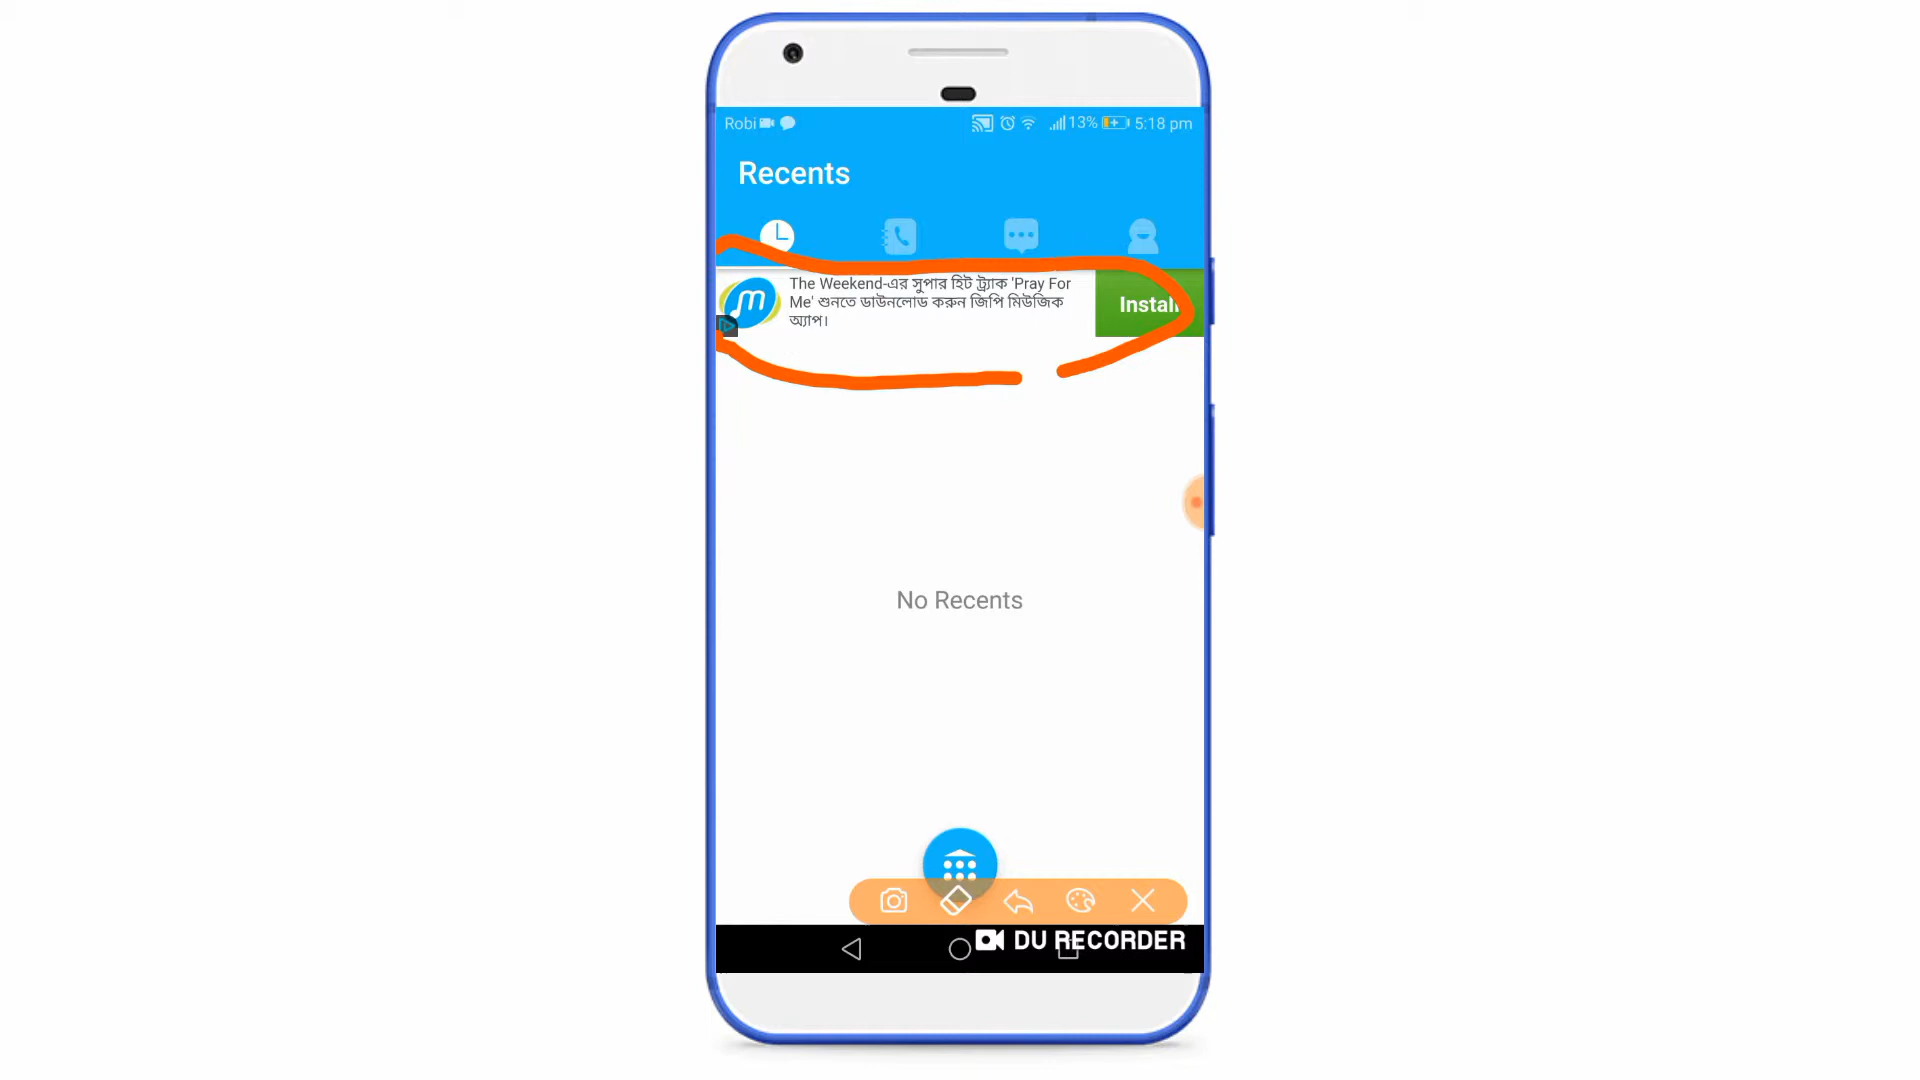 Robi 13% 5:18 pm
Recents
The Weekend-এর সুপার হিট ট্র্যাক 'Pray For
Me' শুনতে ডাউনলোড করুন জিপি মিউজিক
অ্যাপ।
Install
No Recents
DU RECORDER